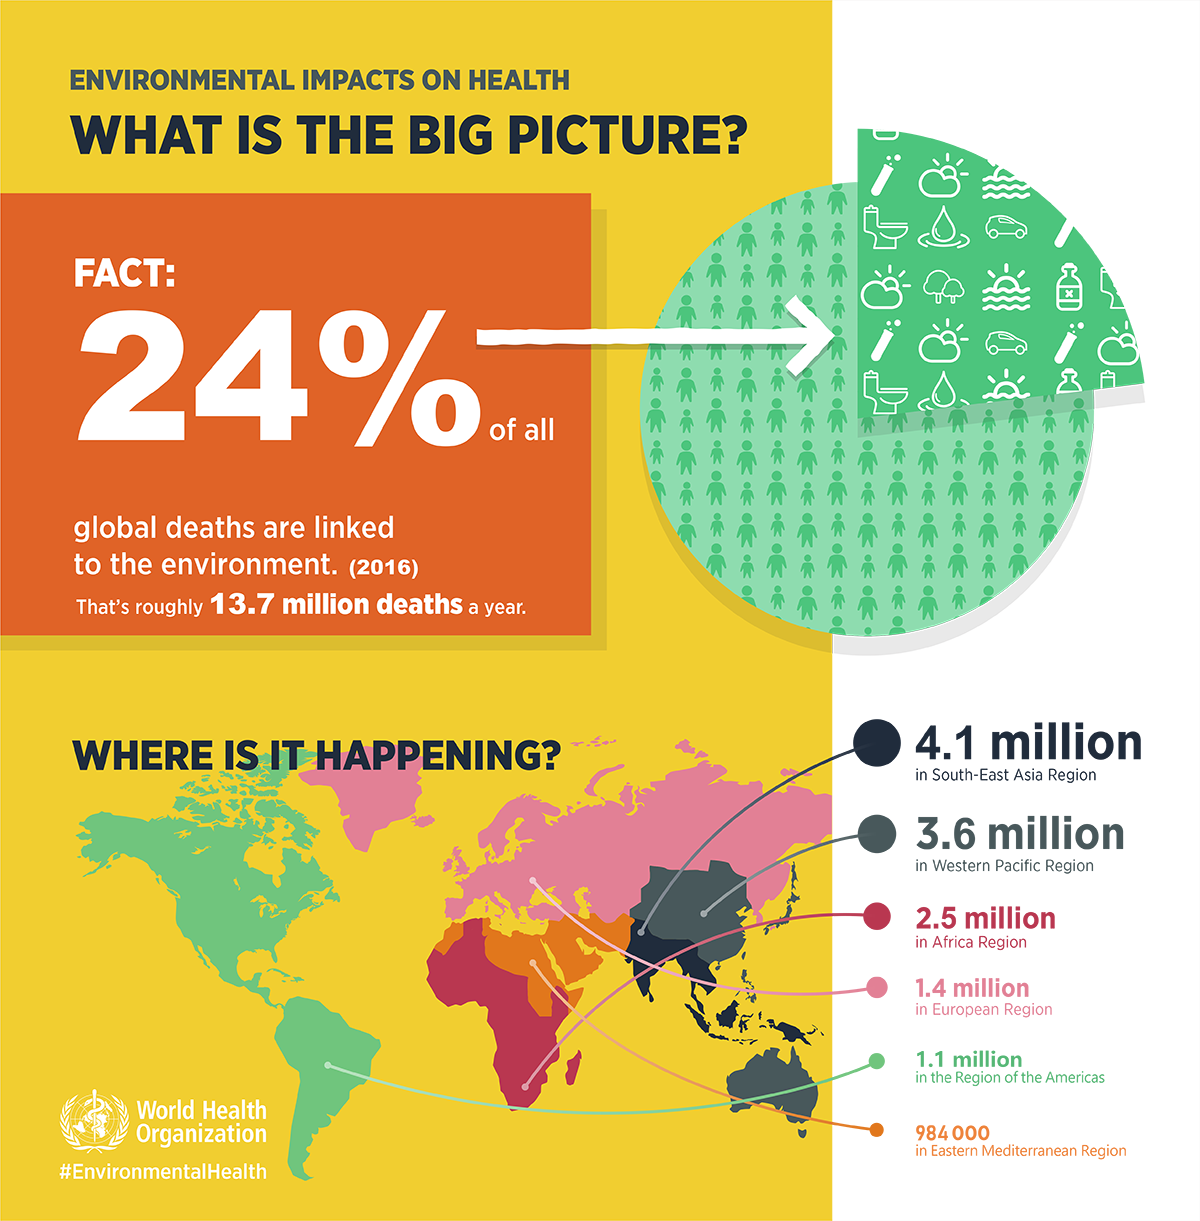 ENVIRONMENTAL IMPACTS ON HEALTH
WHAT IS THE BIG PICTURE?
FACT:
24% of all
global deaths are linked
to the environment. (2016)
That's roughly 13.7 million deaths a year.
WHERE IS IT HAPPENING?
4.1 million
in South-East Asia Region
3.6 million
in Western Pacific Region
2.5 million
in Africa Region
1.4 million
in European Region
1.1 million
in the Region of the Americas
984 000
in Eastern Mediterranean Region
World Health
Organization
#EnvironmentalHealth